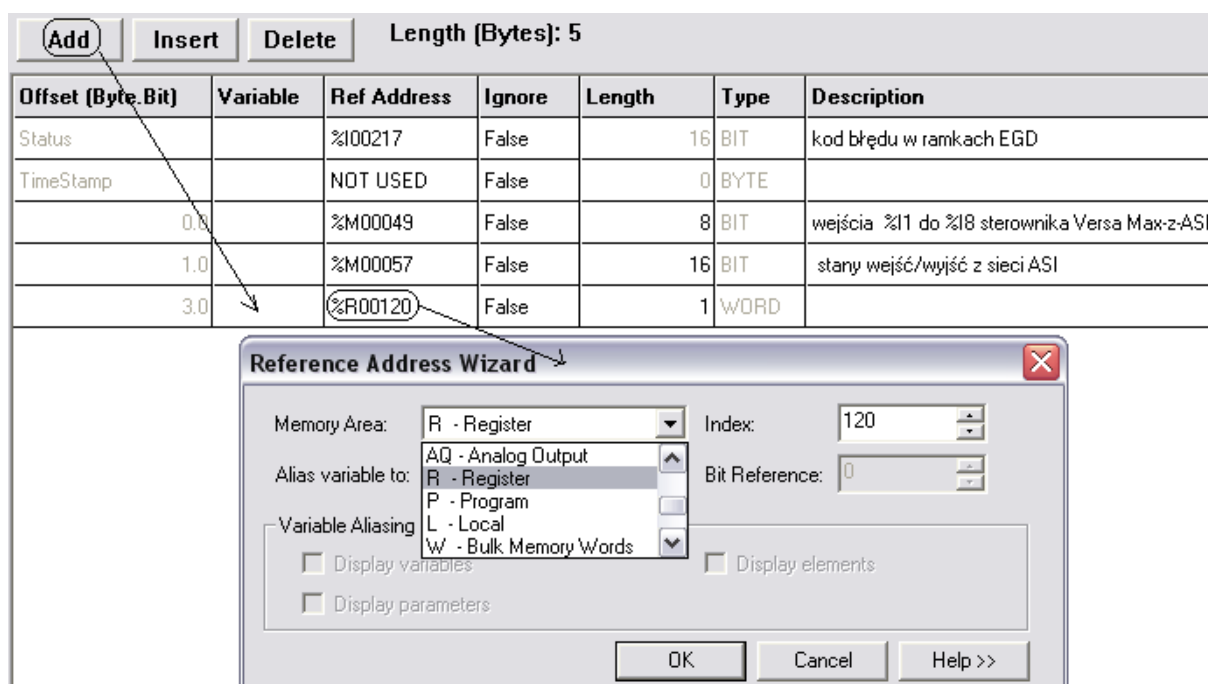 Add Insert Delete Length (Bytes): 5
Offset (Byte.Bit) Variable Ref Address Ignore Length Type Description
Status %I00217 False 16 BIT kod błędu w ramkach EGD
TimeStamp NOT USED False 0 BYTE
0.0 %M00049 False 8 BIT wejścia %I1 do %I8 sterownika Versa Max-z-ASI
1.0 %M00057 False 16 BIT stany wejść/wyjść z sieci ASI
3.0 %R00120 False 1 WORD
Reference Address Wizard
Memory Area: R - Register Index: 120
AQ - Analog Output
Alias variable to: R - Register Bit Reference: 0
P - Program
Variable Aliasing L - Local
W - Bulk Memory Words
Display variables Display elements
Display parameters
OK Cancel Help >>